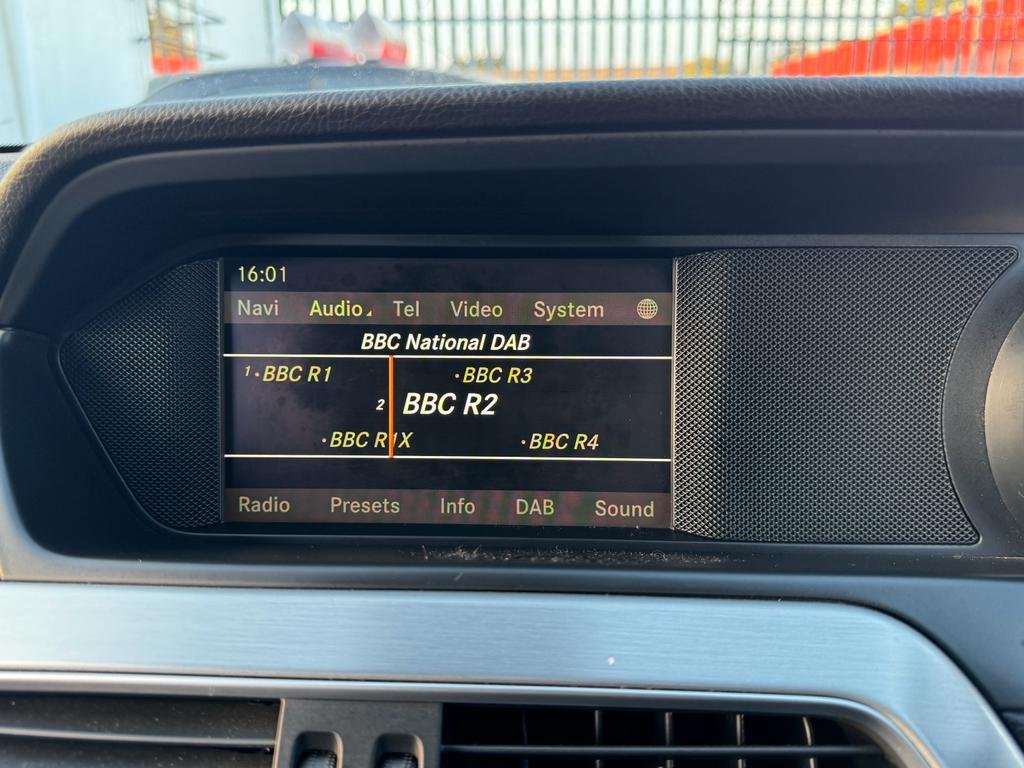 16:01
Navi Audio Tel Video System
BBC National DAB
1 · BBC R1 · BBC R3
2 BBC R2
· BBC R1X · BBC R4
Radio Presets Info DAB Sound